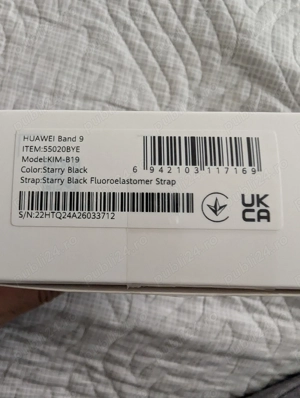 HUAWEI Band 9
ITEM:55020BYE
Model:KIM-B19
Color:Starry Black
Strap:Starry Black Fluoroelastomer Strap
6 942103 117169
S/N:22HTQ24A26033712
UK
CA